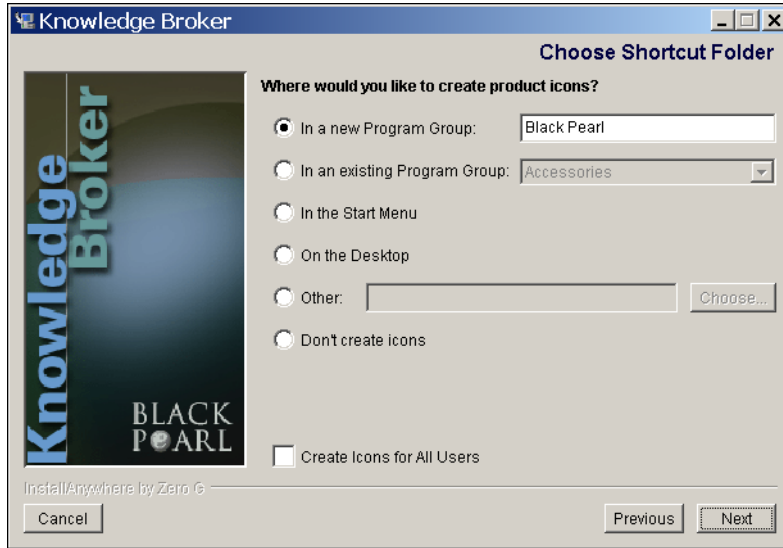 Knowledge Broker
Choose Shortcut Folder
Knowledge
Broker
BLACK
PeARL
Where would you like to create product icons?
In a new Program Group: Black Pearl
In an existing Program Group: Accessories
In the Start Menu
On the Desktop
Other: Choose...
Don't create icons
Create Icons for All Users
InstallAnywhere by Zero G
Cancel Previous Next